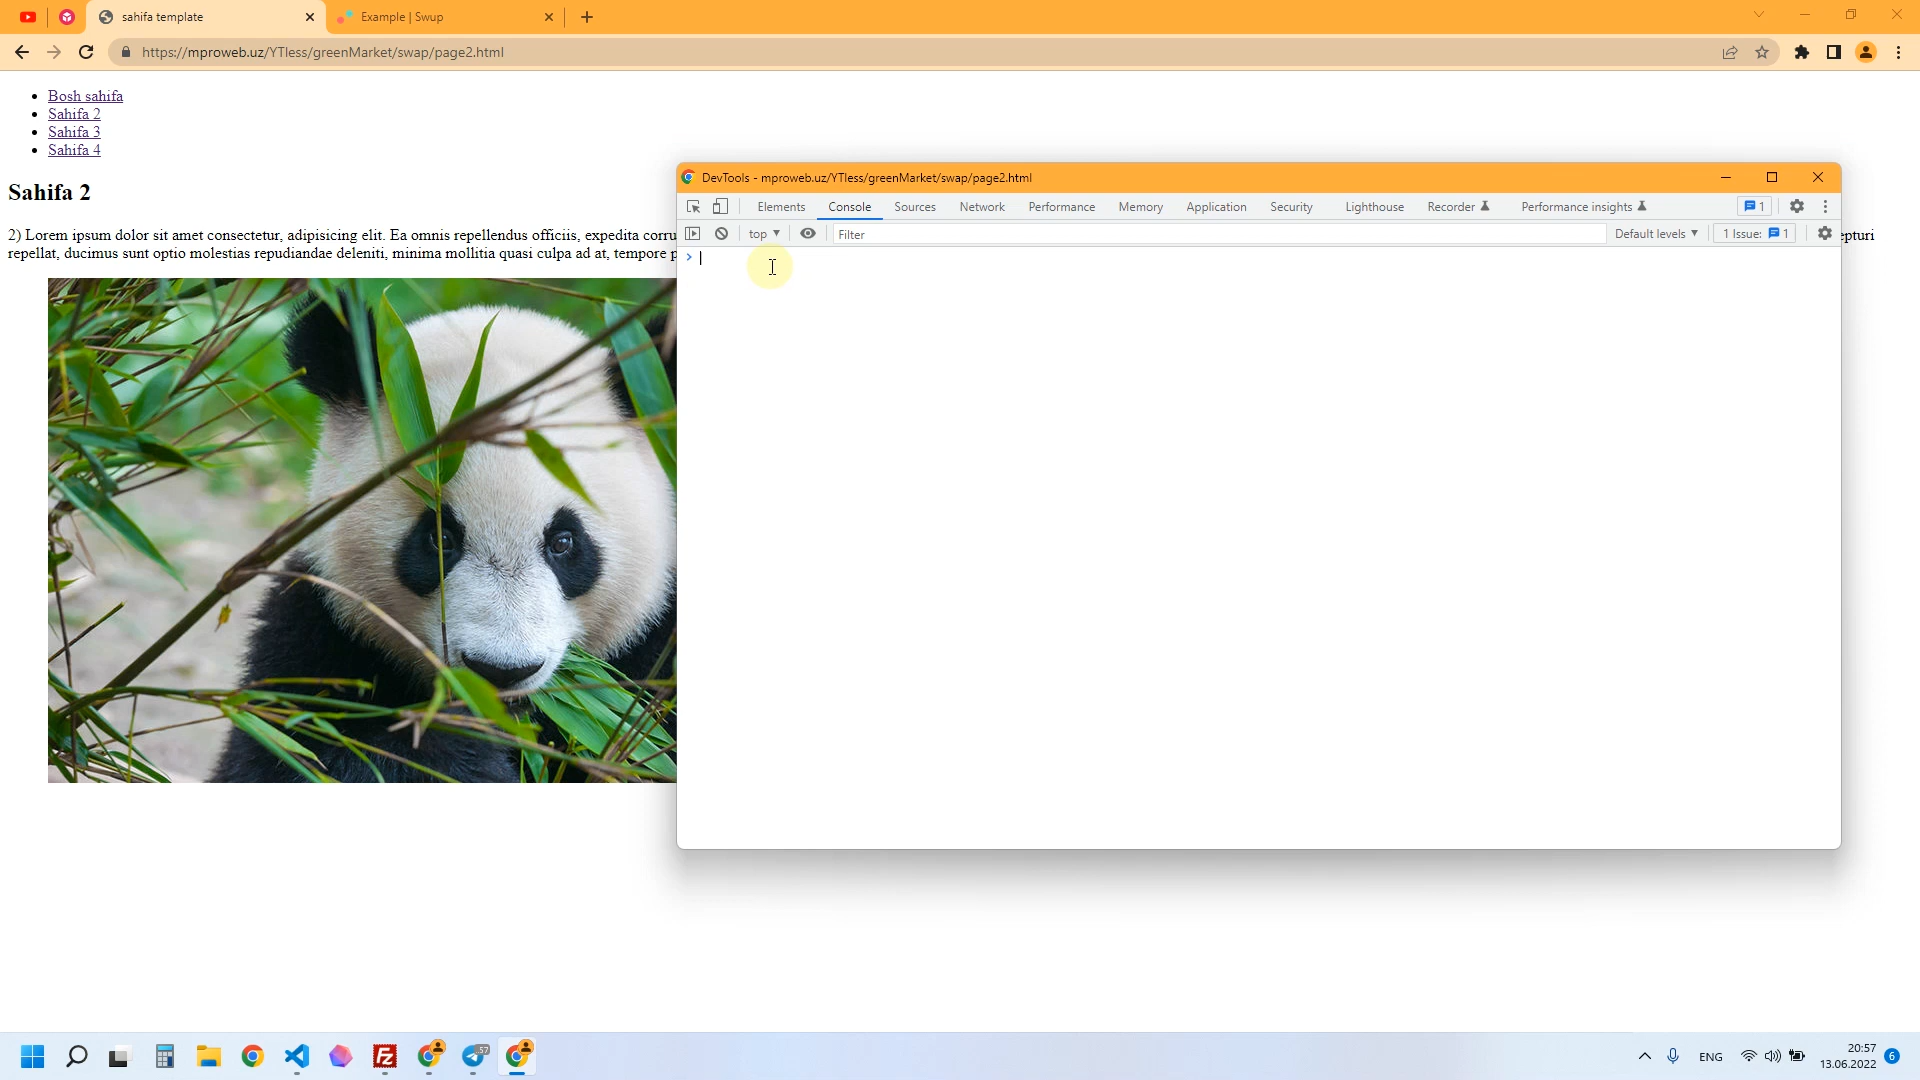 sahifa template
Example | Swup
https://mproweb.uz/YTless/greenMarket/swap/page2.html
Bosh sahifa
Sahifa 2
Sahifa 3
Sahifa 4
Sahifa 2
2) Lorem ipsum dolor sit amet consectetur, adipisicing elit. Ea omnis repellendus officiis, expedita corru
epturi
repellat, ducimus sunt optio molestias repudiandae deleniti, minima mollitia quasi culpa ad at, tempore p
DevTools - mproweb.uz/YTless/greenMarket/swap/page2.html
Elements Console Sources Network Performance Memory Application Security Lighthouse Recorder Performance insights 1
top Filter Default levels 1 Issue: 1
57
ENG
20:57
13.06.2022
6